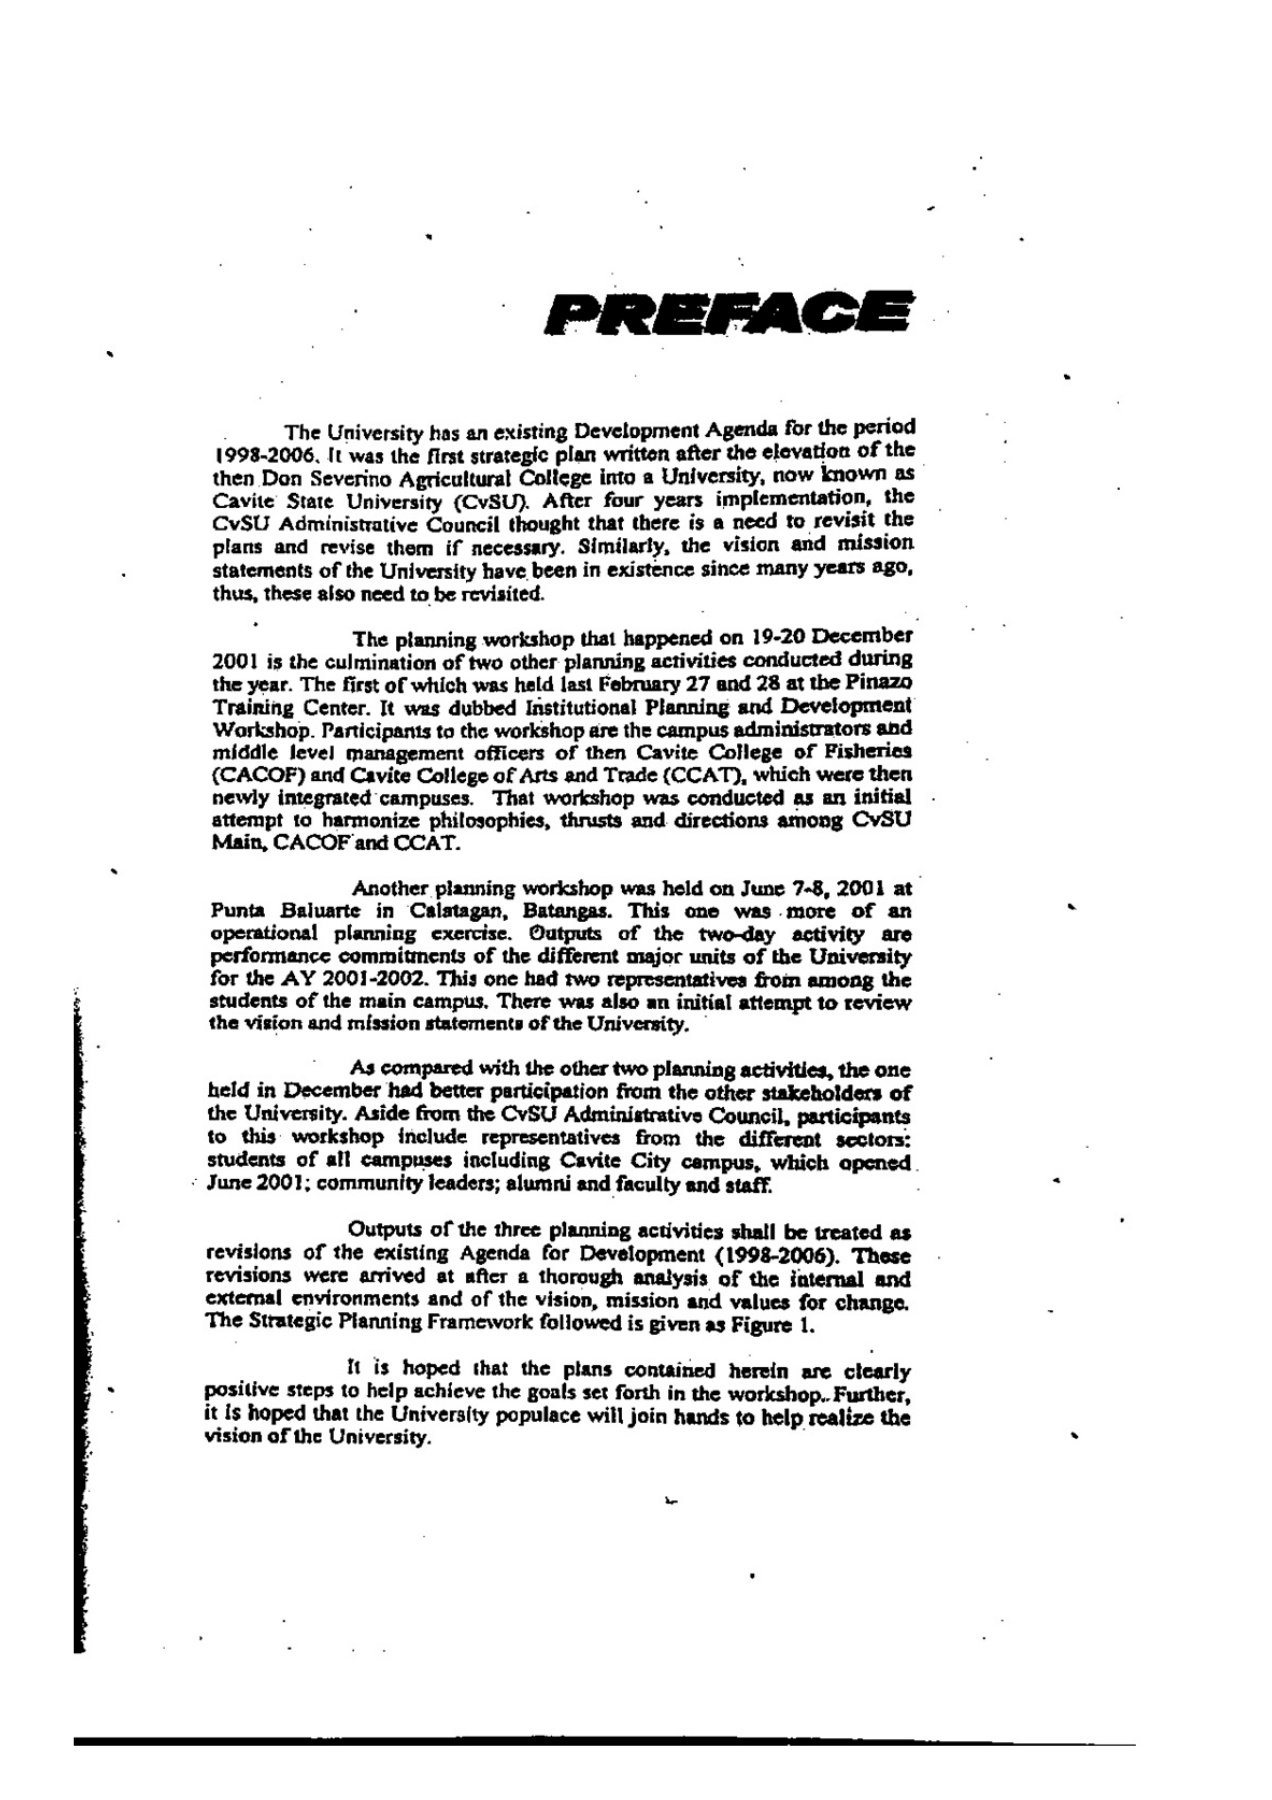 PREFACE
The University has an existing Development Agenda for the period
1998-2006. It was the first strategic plan written after the elevation of the
then Don Severino Agricultural College into a University, now known as
Cavite State University (CvSU). After four years implementation, the
CvSU Administrative Council thought that there is a need to revisit the
plans and revise them if necessary. Similarly, the vision and mission
statements of the University have been in existence since many years ago,
thus, these also need to be revisited.
The planning workshop that happened on 19-20 December
2001 is the culmination of two other planning activities conducted during
the year. The first of which was held last February 27 and 28 at the Pinazo
Training Center. It was dubbed Institutional Planning and Development
Workshop. Participants to the workshop are the campus administrators and
middle level management officers of then Cavite College of Fisheries
(CACOF) and Cavite College of Arts and Trade (CCAT), which were then
newly integrated campuses. That workshop was conducted as an initial
attempt to harmonize philosophies, thrusts and directions among CvSU
Main, CACOF and CCAT.
Another planning workshop was held on June 7-8, 2001 at
Punta Baluarte in Calatagan, Batangas. This one was more of an
operational planning exercise. Outputs of the two-day activity are
performance commitments of the different major units of the University
for the AY 2001-2002. This one had two representatives from among the
students of the main campus. There was also an initial attempt to review
the vision and mission statements of the University.
As compared with the other two planning activities, the one
held in December had better participation from the other stakeholders of
the University. Aside from the CvSU Administrative Council, participants
to this workshop include representatives from the different sectors:
students of all campuses including Cavite City campus, which opened
June 2001; community leaders; alumni and faculty and staff.
Outputs of the three planning activities shall be treated as
revisions of the existing Agenda for Development (1998-2006). These
revisions were arrived at after a thorough analysis of the internal and
external environments and of the vision, mission and values for change.
The Strategic Planning Framework followed is given as Figure 1.
It is hoped that the plans contained herein are clearly
positive steps to help achieve the goals set forth in the workshop. Further,
it is hoped that the University populace will join hands to help realize the
vision of the University.